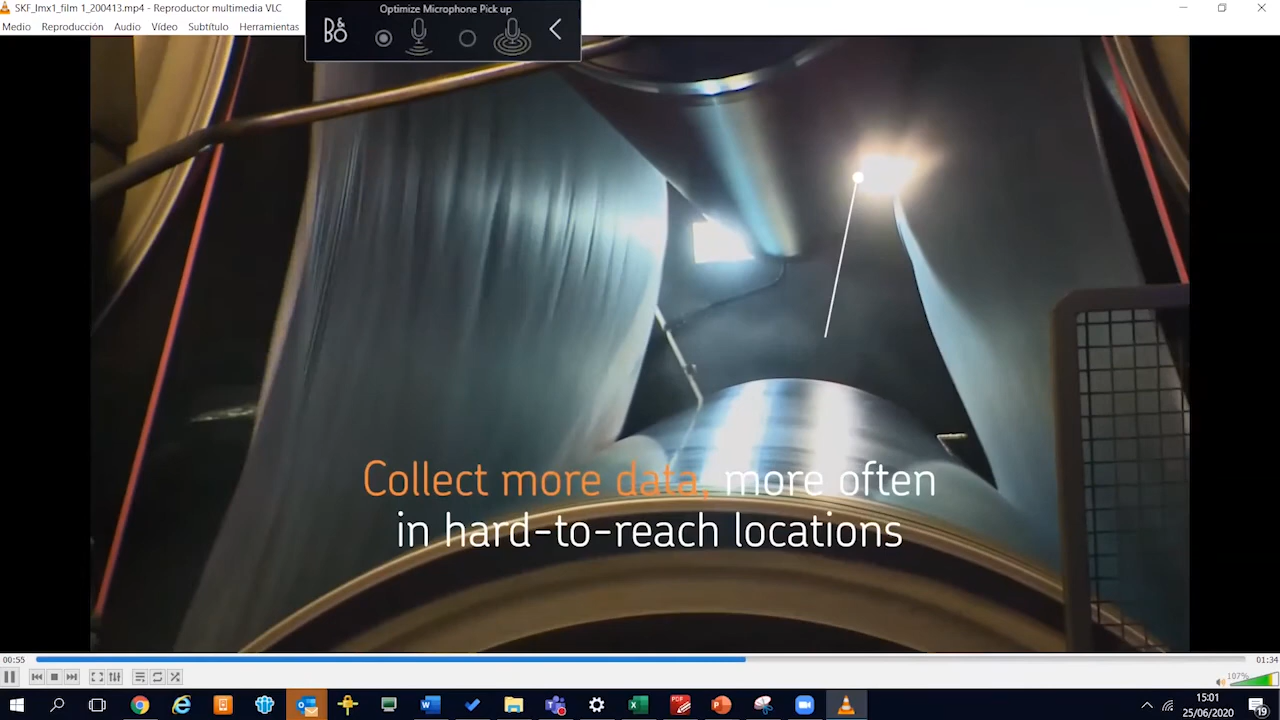 SKF_Imx1_film 1_200413.mp4 - Reproductor multimedia VLC
Medio Reproducción Audio Vídeo Subtítulo Herramientas
Optimize Microphone Pick up
B&O
Collect more data, more often
in hard-to-reach locations
00:55
01:34
107%
15:01
25/06/2020
19